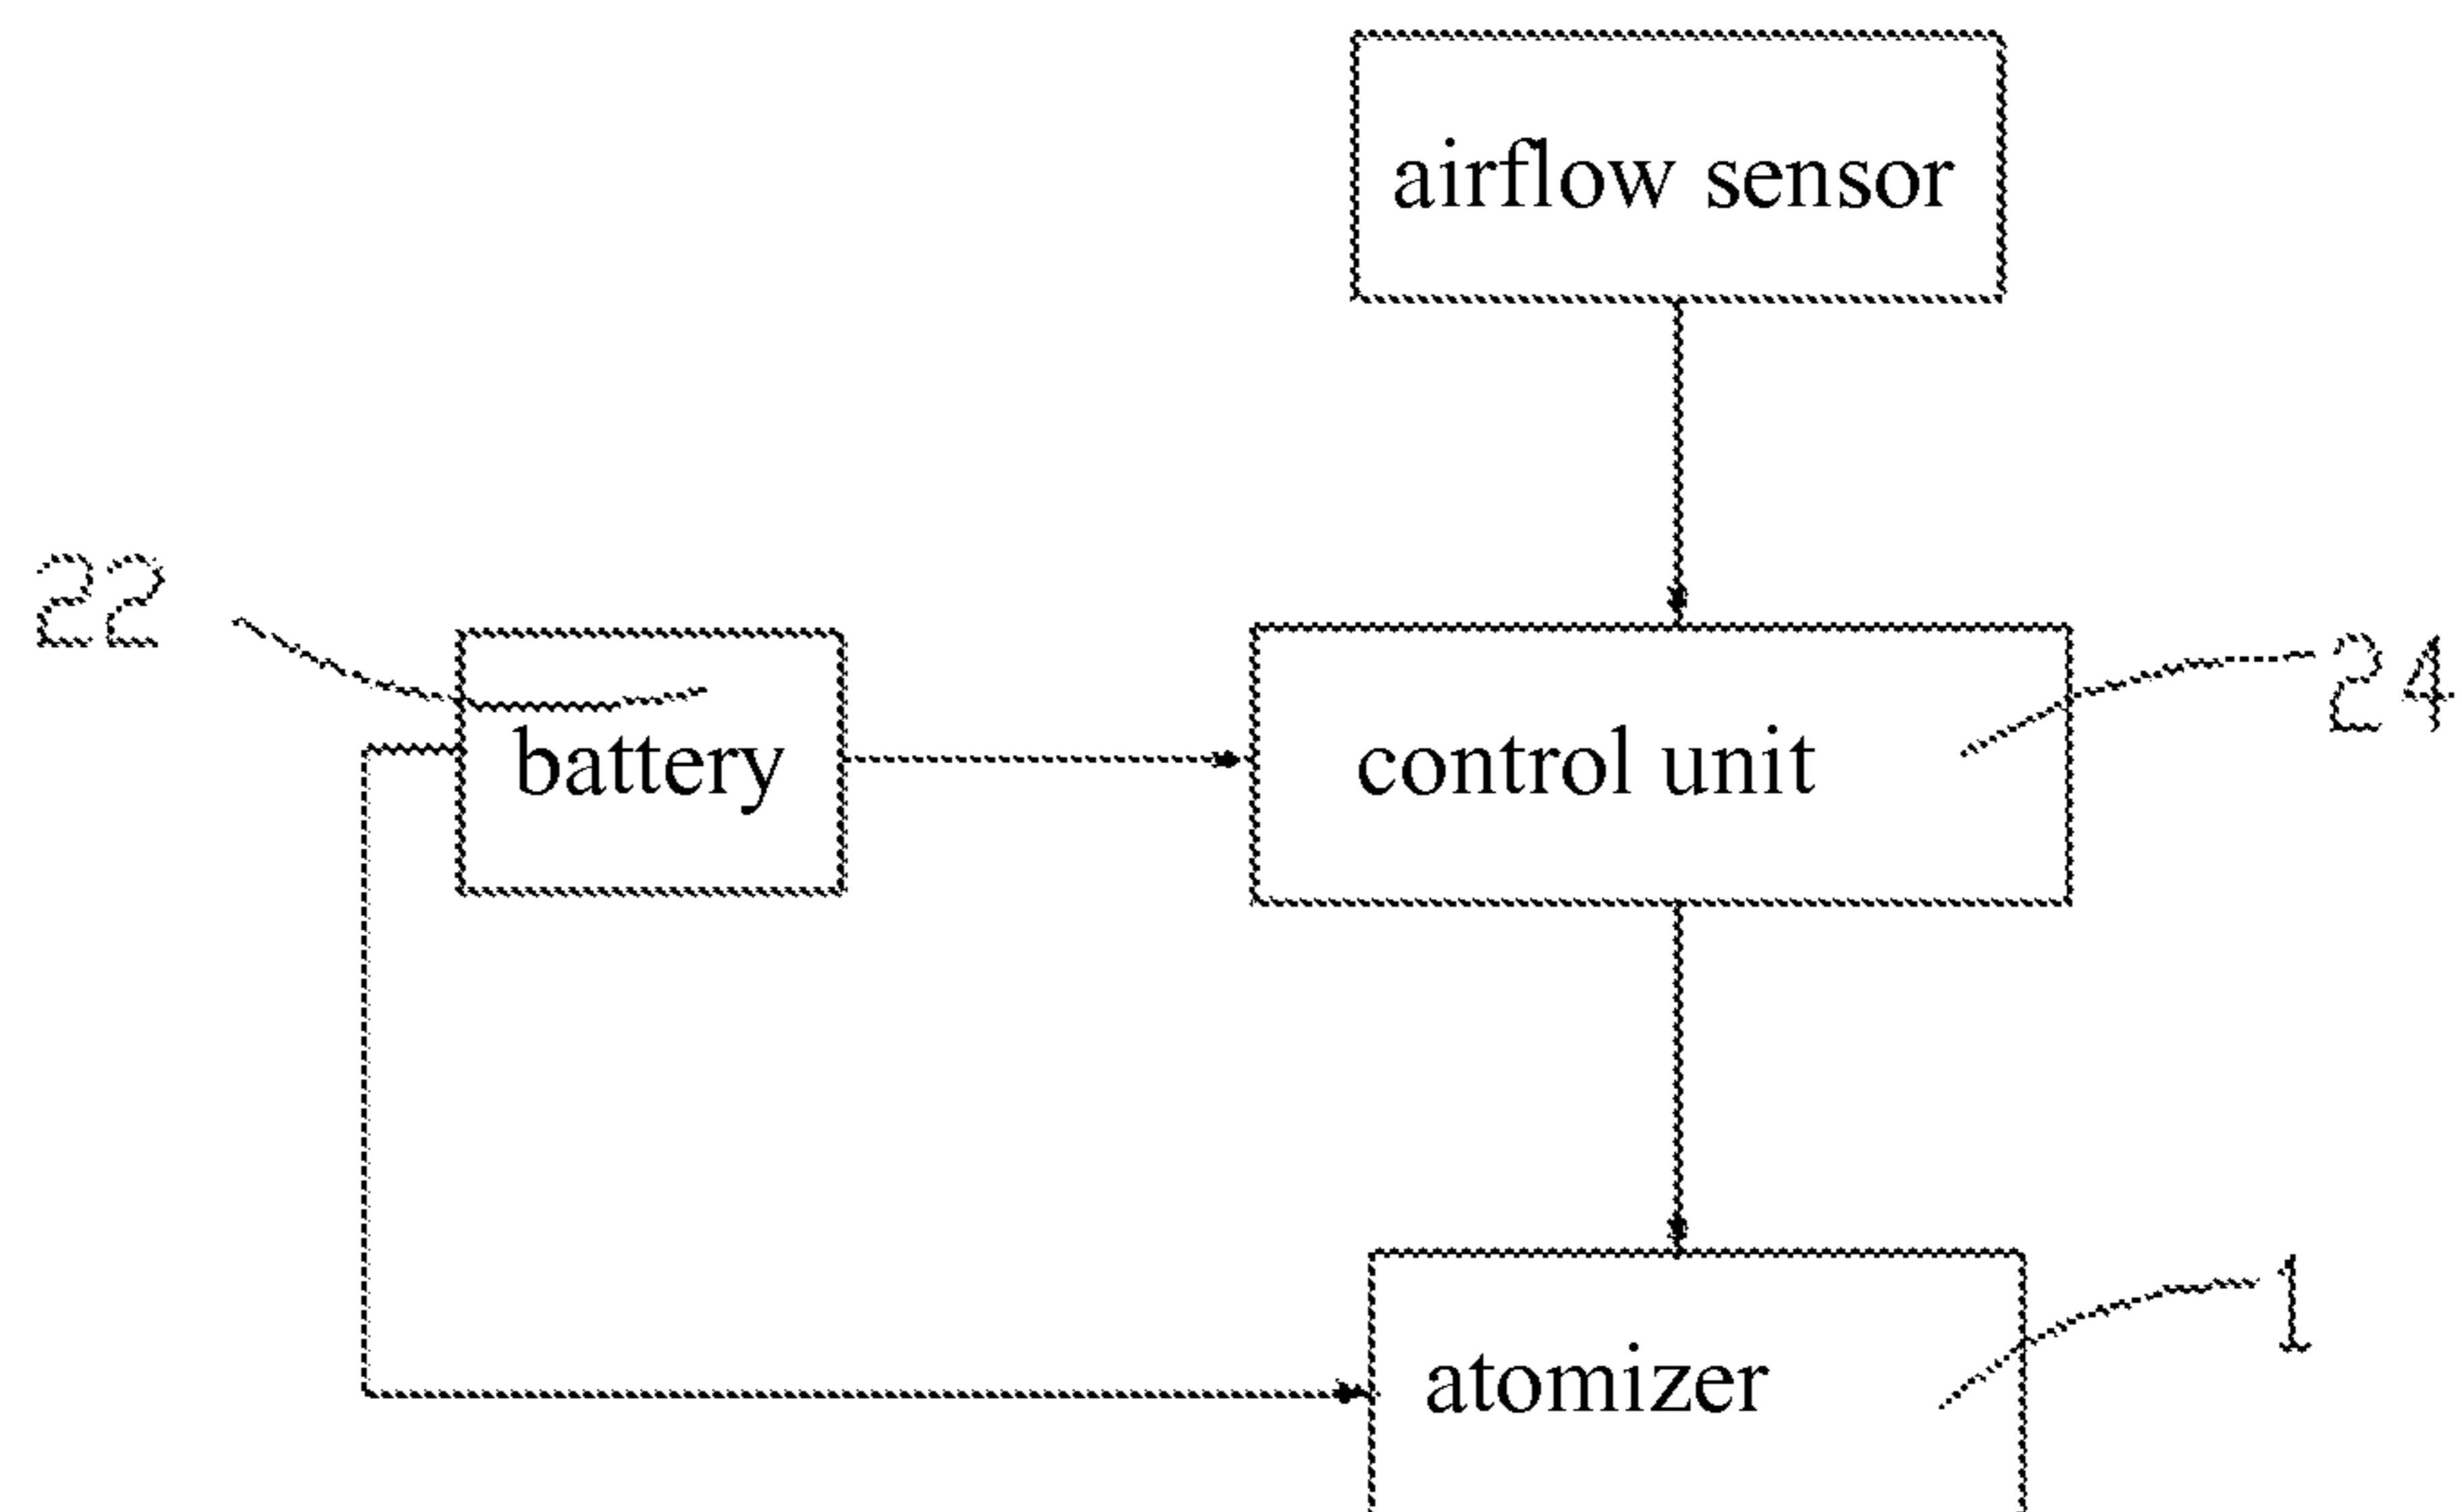 airflow sensor
22
battery
control unit
24
atomizer
1